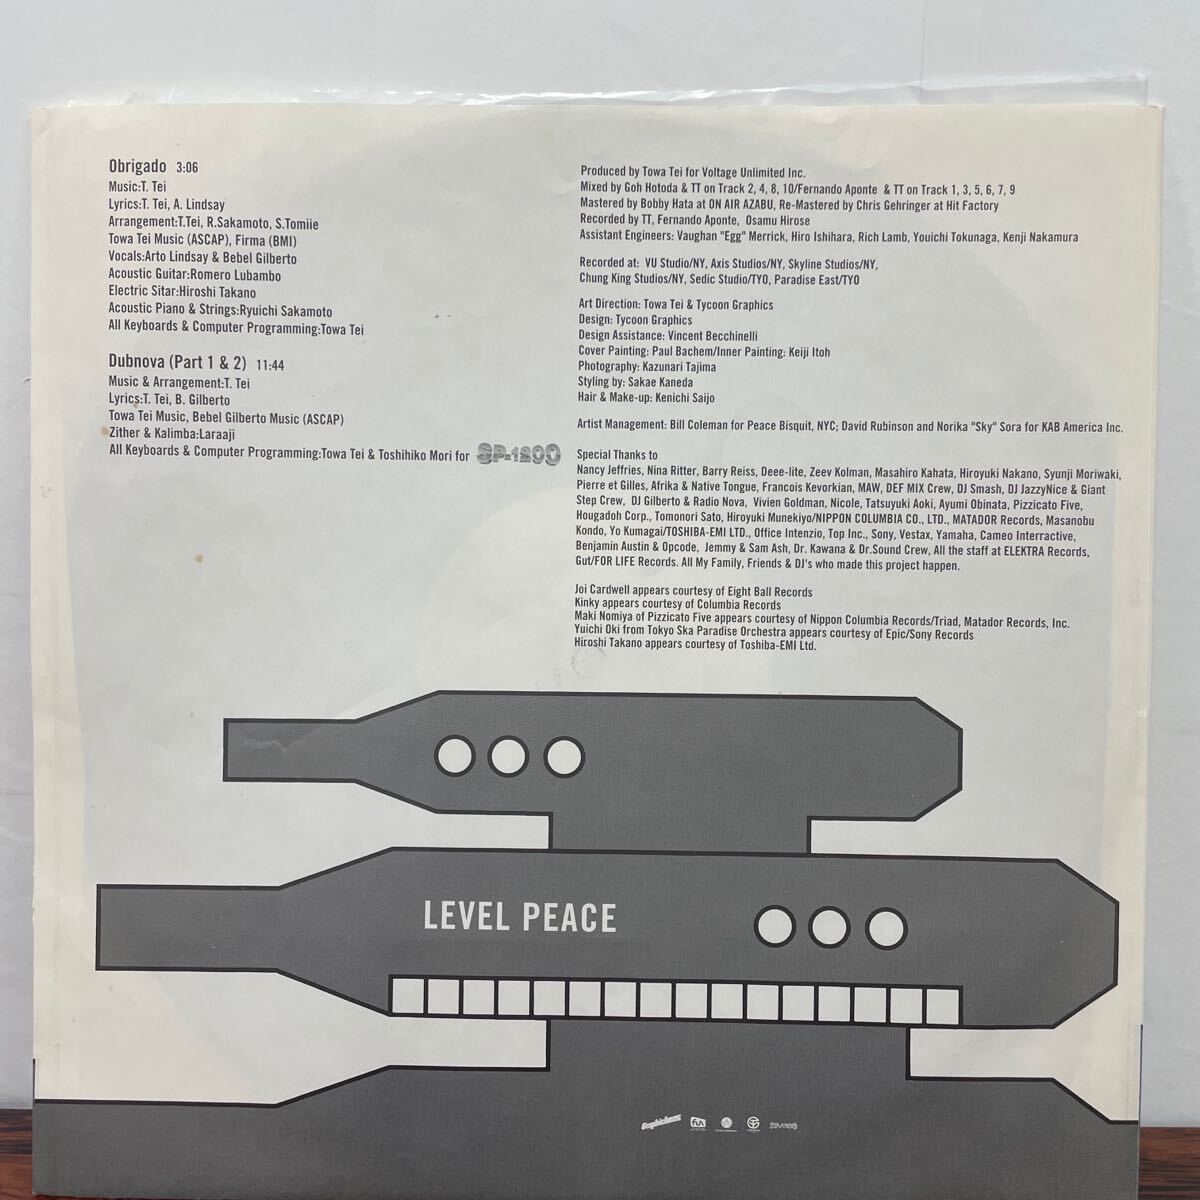 Obrigado 3:06
Music:T. Tei
Lyrics:T. Tei, A. Lindsay
Arrangement:T.Tei, R.Sakamoto, S.Tomiie
Towa Tei Music (ASCAP), Firma (BMI)
Vocals:Arto Lindsay & Bebel Gilberto
Acoustic Guitar:Romero Lubambo
Electric Sitar:Hiroshi Takano
Acoustic Piano & Strings:Ryuichi Sakamoto
All Keyboards & Computer Programming:Towa Tei
Dubnova (Part 1 & 2) 11:44
Music & Arrangement:T. Tei
Lyrics:T. Tei, B. Gilberto
Towa Tei Music, Bebel Gilberto Music (ASCAP)
Zither & Kalimba:Laraaji
All Keyboards & Computer Programming:Towa Tei & Toshihiko Mori for SP-1200
Produced by Towa Tei for Voltage Unlimited Inc.
Mixed by Goh Hotoda & TT on Track 2, 4, 8, 10/Fernando Aponte & TT on Track 1, 3, 5, 6, 7, 9
Mastered by Bobby Hata at ON AIR AZABU, Re-Mastered by Chris Gehringer at Hit Factory
Recorded by TT, Fernando Aponte, Osamu Hirose
Assistant Engineers: Vaughan "Egg" Merrick, Hiro Ishihara, Rich Lamb, Youichi Tokunaga, Kenji Nakamura
Recorded at: VU Studio/NY, Axis Studios/NY, Skyline Studios/NY,
Chung King Studios/NY, Sedic Studio/TYO, Paradise East/TYO
Art Direction: Towa Tei & Tycoon Graphics
Design: Tycoon Graphics
Design Assistance: Vincent Becchinelli
Cover Painting: Paul Bachem/Inner Painting: Keiji Itoh
Photography: Kazunari Tajima
Styling by: Sakae Kaneda
Hair & Make-up: Kenichi Saijo
Artist Management: Bill Coleman for Peace Bisquit, NYC; David Rubinson and Norika "Sky" Sora for KAB America Inc.
Special Thanks to
Nancy Jeffries, Nina Ritter, Barry Reiss, Deee-lite, Zeev Kolman, Masahiro Kahata, Hiroyuki Nakano, Syunji Moriwaki,
Pierre et Gilles, Afrika & Native Tongue, Francois Kevorkian, MAW, DEF MIX Crew, DJ Smash, DJ JazzyNice & Giant
Step Crew, DJ Gilberto & Radio Nova, Vivien Goldman, Nicole, Tatsuyuki Aoki, Ayumi Obinata, Pizzicato Five,
Hougadoh Corp., Tomonori Sato, Hiroyuki Munekiyo/NIPPON COLUMBIA CO., LTD., MATADOR Records, Masanobu
Kondo, Yo Kumagai/TOSHIBA-EMI LTD., Office Intenzio, Top Inc., Sony, Vestax, Yamaha, Cameo Interractive,
Benjamin Austin & Opcode, Jemmy & Sam Ash, Dr. Kawana & Dr.Sound Crew, All the staff at ELEKTRA Records,
Gut/FOR LIFE Records. All My Family, Friends & DJ's who made this project happen.
Joi Cardwell appears courtesy of Eight Ball Records
Kinky appears courtesy of Columbia Records
Maki Nomiya of Pizzicato Five appears courtesy of Nippon Columbia Records/Triad, Matador Records, Inc.
Yuichi Oki from Tokyo Ska Paradise Orchestra appears courtesy of Epic/Sony Records
Hiroshi Takano appears courtesy of Toshiba-EMI Ltd.
LEVEL PEACE